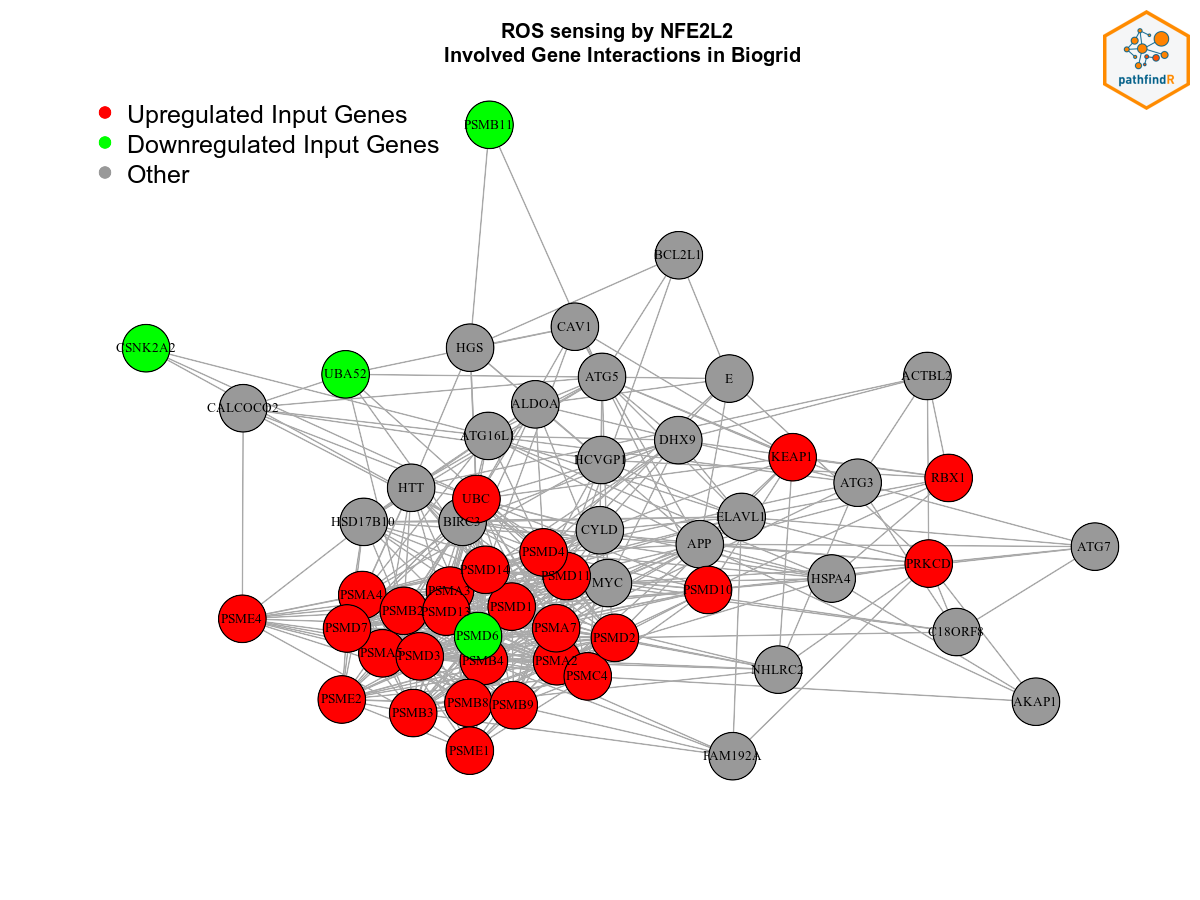 ROS sensing by NFE2L2
Involved Gene Interactions in Biogrid
pathfindR
Upregulated Input Genes
Downregulated Input Genes
Other
PSMB11
BCL2L1
CAV1
HGS
CSNK2A2
UBA52
ATG5
E
ACTBL2
CALCOCO2
ALDOA
ATG16L1
DHX9
HCVGP1
KEAP1
RBX1
ATG3
HTT
UBC
HSD17B10
BIRC3
CYLD
ELAVL1
APP
ATG7
PSMD4
PSMD14
PSMD11
MYC
HSPA4
PRKCD
PSMD10
PSMA4
PSMA3
PSMB2
PSMD1
PSME4
PSMD7
PSMA7
PSMD6
PSMD2
C18ORF8
PSMA5
PSMD3
PSMB4
PSMA2
PSMC4
NHLRC2
PSME2
PSMB3
PSMB8
PSMB9
AKAP1
PSME1
FAM192A